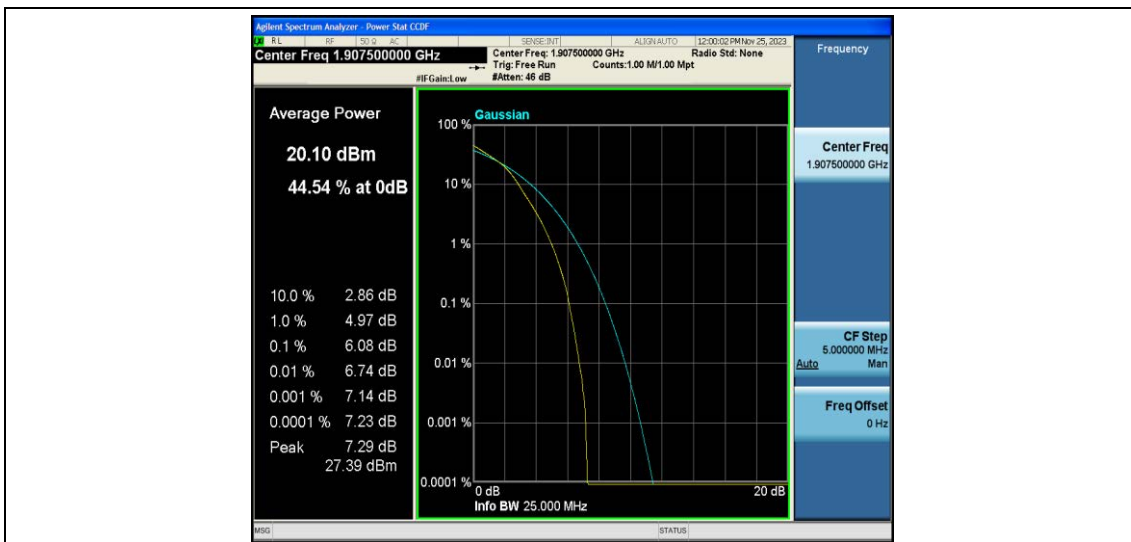 Agilent Spectrum Analyzer - Power Stat CCDF
RL RF 50 Ω AC SENSE:INT ALIGN AUTO 12:00:02 PM Nov 25, 2023
Center Freq 1.907500000 GHz
Center Freq: 1.907500000 GHz Radio Std: None
Trig: Free Run Counts:1.00 M/1.00 Mpt
#IFGain:Low #Atten: 46 dB
Average Power
20.10 dBm
44.54 % at 0dB
10.0 % 2.86 dB
1.0 % 4.97 dB
0.1 % 6.08 dB
0.01 % 6.74 dB
0.001 % 7.14 dB
0.0001 % 7.23 dB
Peak 7.29 dB
27.39 dBm
Gaussian
100 %
10 %
1 %
0.1 %
0.01 %
0.001 %
0.0001 %
0 dB 20 dB
Info BW 25.000 MHz
Frequency
Center Freq
1.907500000 GHz
CF Step
5.000000 MHz
Auto Man
Freq Offset
0 Hz
MSG STATUS